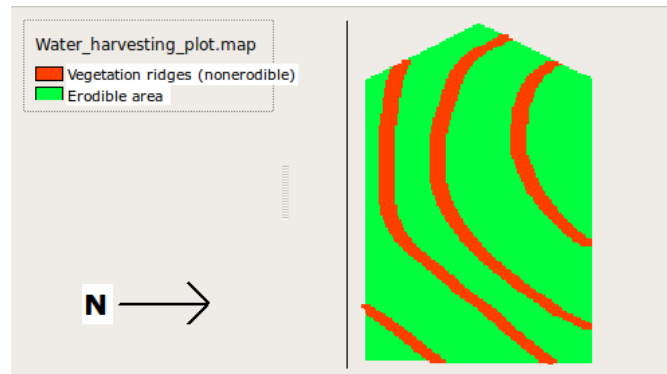 Water_harvesting_plot.map
Vegetation ridges (nonerodible)
Erodible area
N